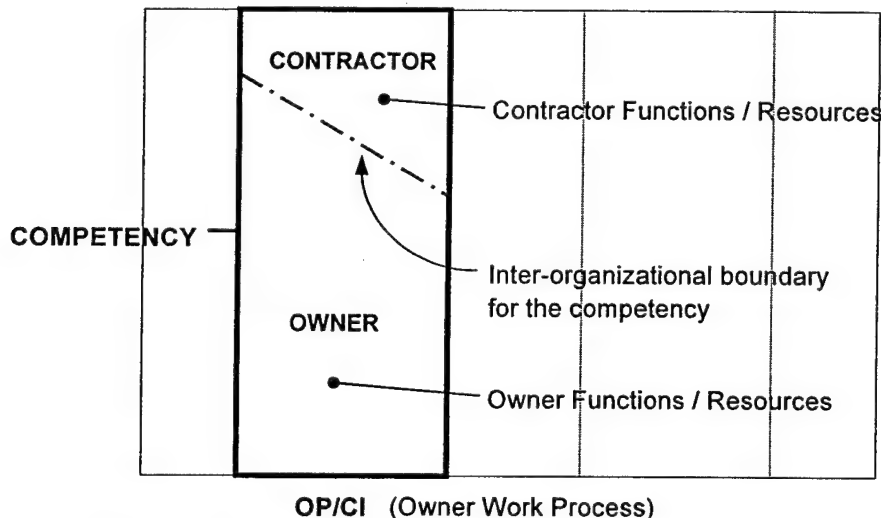 CONTRACTOR
Contractor Functions / Resources
COMPETENCY
Inter-organizational boundary
for the competency
OWNER
Owner Functions / Resources
OP/CI (Owner Work Process)